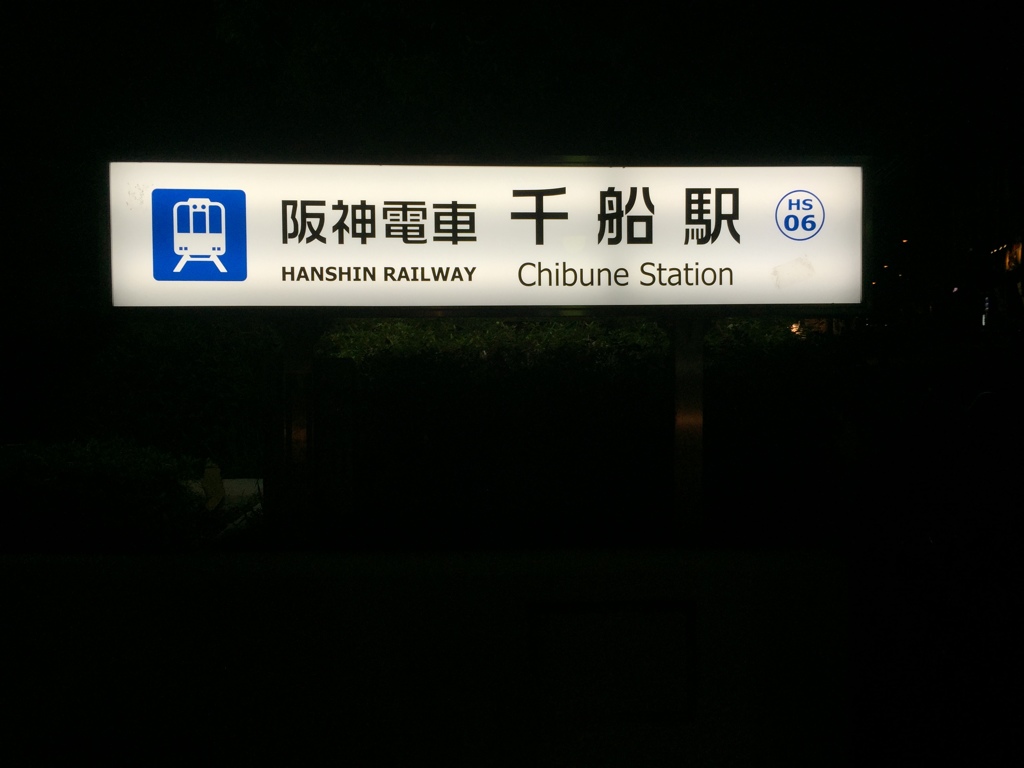 阪神電車 千船駅 HS
HANSHIN RAILWAY Chibune Station 06